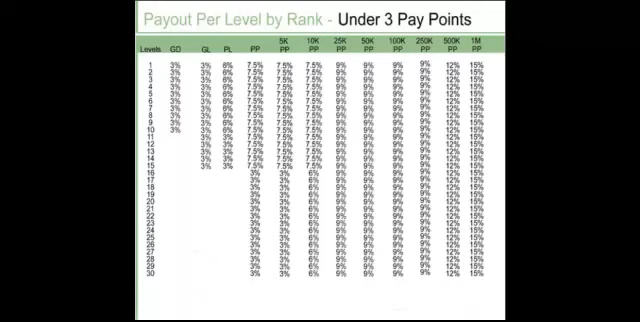 Payout Per Level by Rank - Under 3 Pay Points
5K 10K 25K 50K 100K 250K 500K 1M
Levels GD GL PL PP PP PP PP PP PP PP PP PP
1 3% 3% 6% 7.5% 7.5% 7.5% 9% 9% 9% 9% 12% 15%
2 3% 3% 6% 7.5% 7.5% 7.5% 9% 9% 9% 9% 12% 15%
3 3% 3% 6% 7.5% 7.5% 7.5% 9% 9% 9% 9% 12% 15%
4 3% 3% 6% 7.5% 7.5% 7.5% 9% 9% 9% 9% 12% 15%
5 3% 3% 6% 7.5% 7.5% 7.5% 9% 9% 9% 9% 12% 15%
6 3% 3% 6% 7.5% 7.5% 7.5% 9% 9% 9% 9% 12% 15%
7 3% 3% 6% 7.5% 7.5% 7.5% 9% 9% 9% 9% 12% 15%
8 3% 3% 6% 7.5% 7.5% 7.5% 9% 9% 9% 9% 12% 15%
9 3% 3% 6% 7.5% 7.5% 7.5% 9% 9% 9% 9% 12% 15%
10 3% 3% 6% 7.5% 7.5% 7.5% 9% 9% 9% 9% 12% 15%
11 3% 3% 7.5% 7.5% 7.5% 9% 9% 9% 9% 12% 15%
12 3% 3% 7.5% 7.5% 7.5% 9% 9% 9% 9% 12% 15%
13 3% 3% 7.5% 7.5% 7.5% 9% 9% 9% 9% 12% 15%
14 3% 3% 7.5% 7.5% 7.5% 9% 9% 9% 9% 12% 15%
15 3% 3% 7.5% 7.5% 7.5% 9% 9% 9% 9% 12% 15%
16 3% 3% 6% 9% 9% 9% 9% 12% 15%
17 3% 3% 6% 9% 9% 9% 9% 12% 15%
18 3% 3% 6% 9% 9% 9% 9% 12% 15%
19 3% 3% 6% 9% 9% 9% 9% 12% 15%
20 3% 3% 6% 9% 9% 9% 9% 12% 15%
21 3% 3% 6% 9% 9% 9% 9% 12% 15%
22 3% 3% 6% 9% 9% 9% 9% 12% 15%
23 3% 3% 6% 9% 9% 9% 9% 12% 15%
24 3% 3% 6% 9% 9% 9% 9% 12% 15%
25 3% 3% 6% 9% 9% 9% 9% 12% 15%
26 3% 3% 6% 9% 9% 9% 9% 12% 15%
27 3% 3% 6% 9% 9% 9% 9% 12% 15%
28 3% 3% 6% 9% 9% 9% 9% 12% 15%
29 3% 3% 6% 9% 9% 9% 9% 12% 15%
30 3% 3% 6% 9% 9% 9% 9% 12% 15%